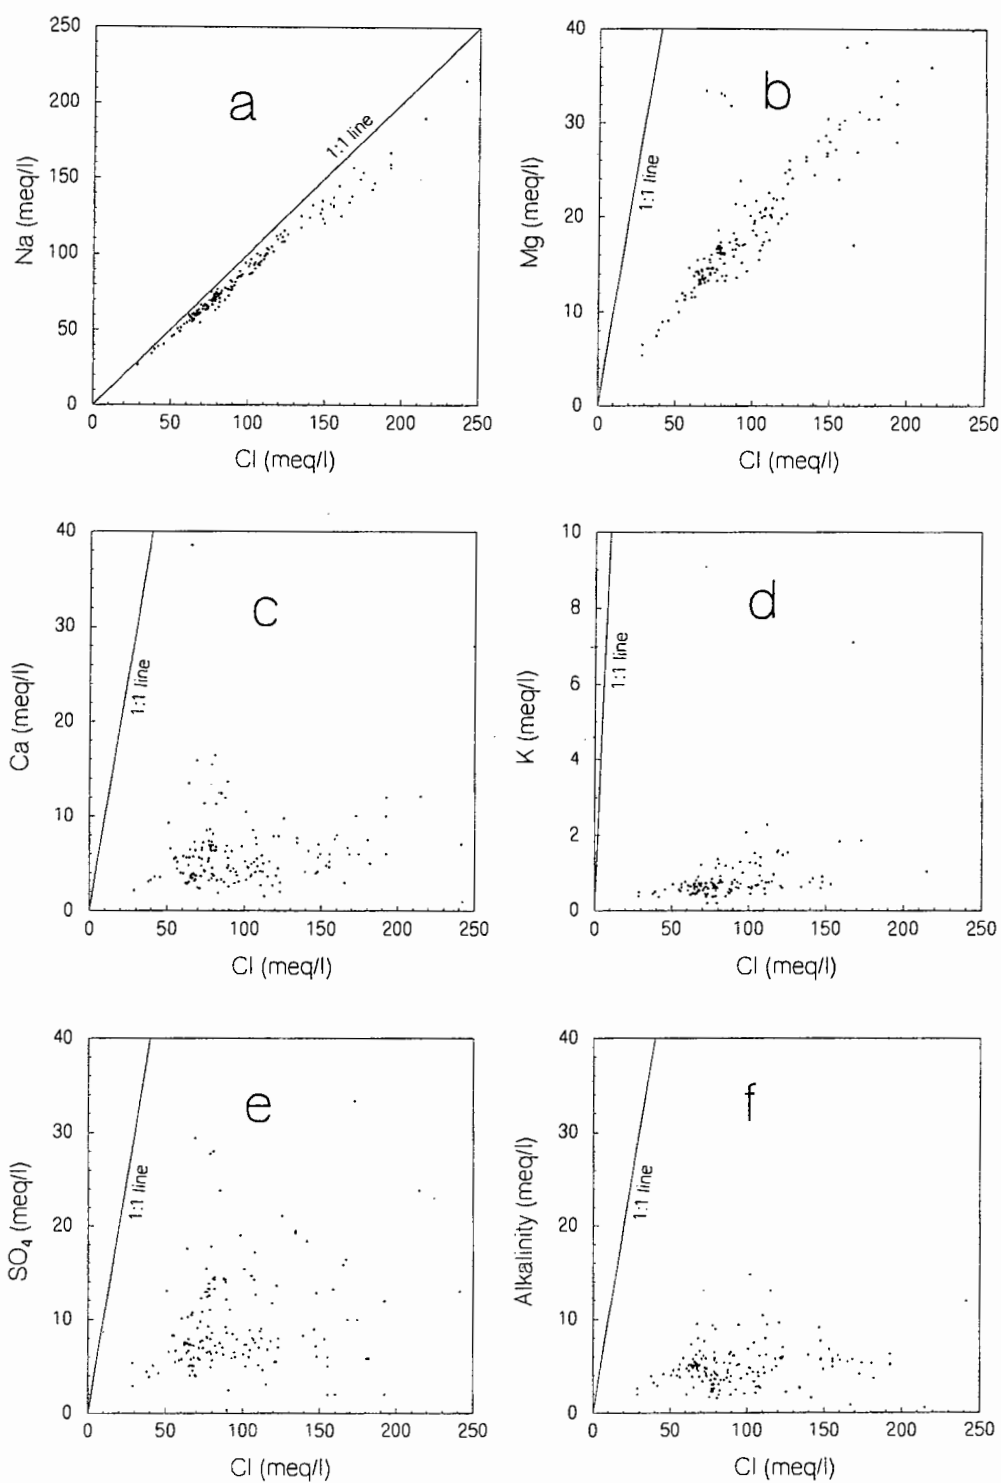 250
200
150
100
50
0
Na (meq/l)
a
1:1 line
0 50 100 150 200 250
Cl (meq/l)
40
30
20
10
0
Mg (meq/l)
b
1:1 line
0 50 100 150 200 250
Cl (meq/l)
40
30
20
10
0
Ca (meq/l)
c
1:1 line
0 50 100 150 200 250
Cl (meq/l)
10
8
6
4
2
0
K (meq/l)
d
1:1 line
0 50 100 150 200 250
Cl (meq/l)
40
30
20
10
0
SO₄ (meq/l)
e
1:1 line
0 50 100 150 200 250
Cl (meq/l)
40
30
20
10
0
Alkalinity (meq/l)
f
1:1 line
0 50 100 150 200 250
Cl (meq/l)